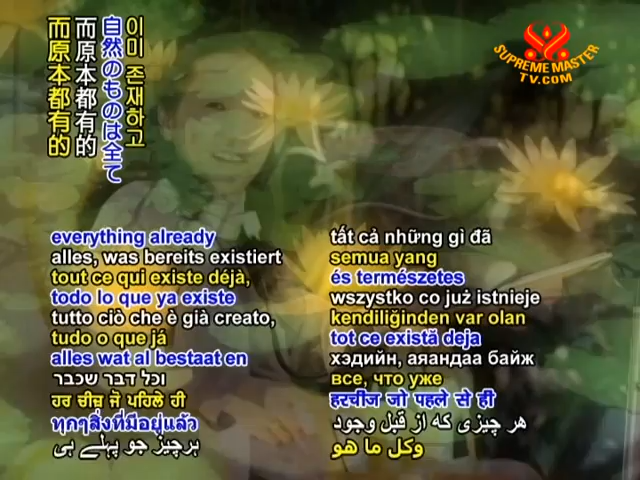 이미 존재하고
自然のものは全て
而原本都有的
而原本都有的
SUPREME MASTER
TV.COM
everything already
alles, was bereits existiert
tout ce qui existe déjà,
todo lo que ya existe
tutto ciò che è già creato,
tudo o que já
alles wat al bestaat en
וכל דבר שכבר
ਹਰ ਚੀਜ਼ ਜੋ ਪਹਿਲੇ ਹੀ
ทุกๆสิ่งที่มีอยู่แล้ว
ہرچیز جو پہلے ہی
tất cả những gì đã
semua yang
és természetes
wszystko co już istnieje
kendiliğinden var olan
tot ce există deja
хэдийн, аяандаа байж
все, что уже
हरचीज जो पहले से ही
هر چیزی که از قبل وجود
وكل ما هو